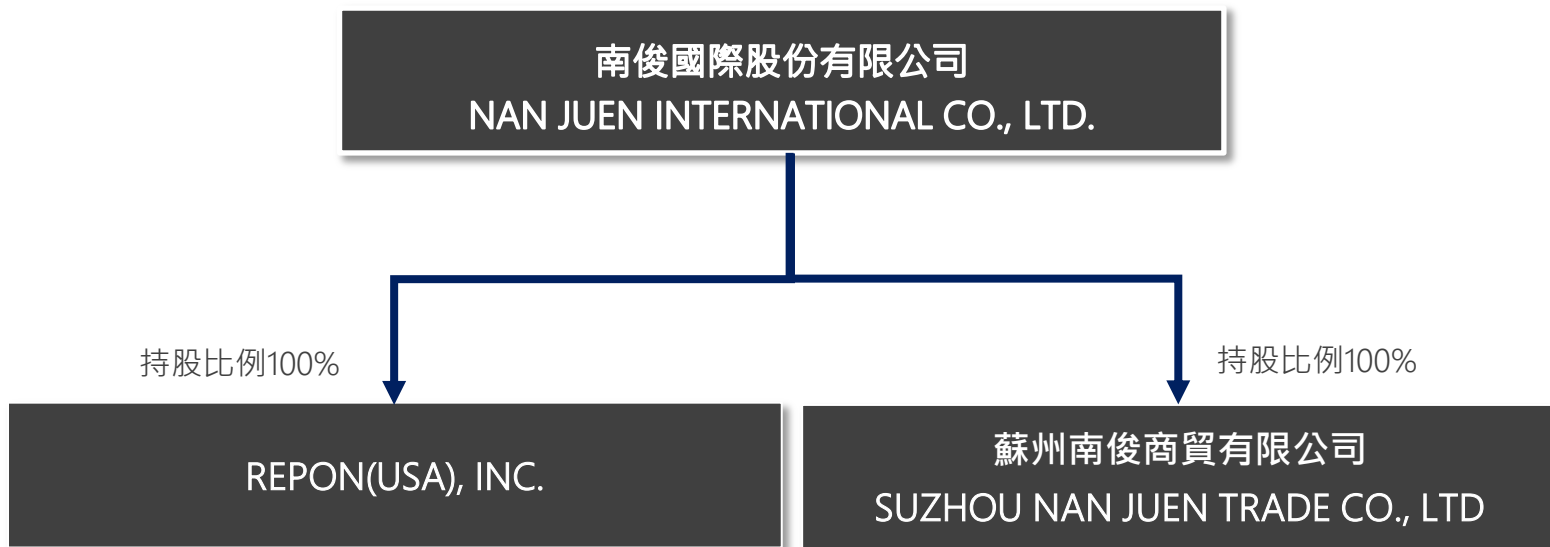 南俊國際股份有限公司
NAN JUEN INTERNATIONAL CO., LTD.
持股比例100%
持股比例100%
REPON(USA), INC.
蘇州南俊商貿有限公司
SUZHOU NAN JUEN TRADE CO., LTD